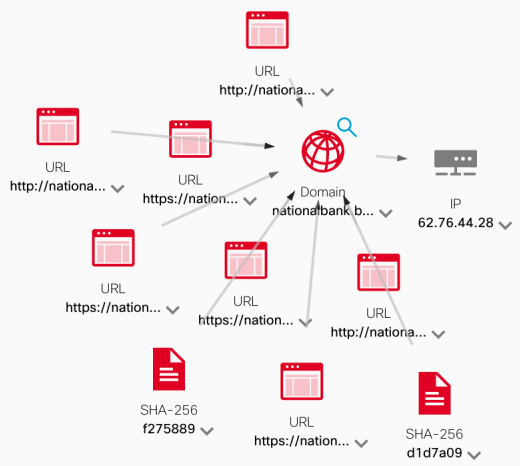 URL
http://nationa...
URL
http://nationa...
URL
https://nation...
Domain
nationalbank b...
IP
62.76.44.28
URL
https://nation...
URL
https://nation...
URL
http://nationa...
SHA-256
f275889
URL
https://nation...
SHA-256
d1d7a09